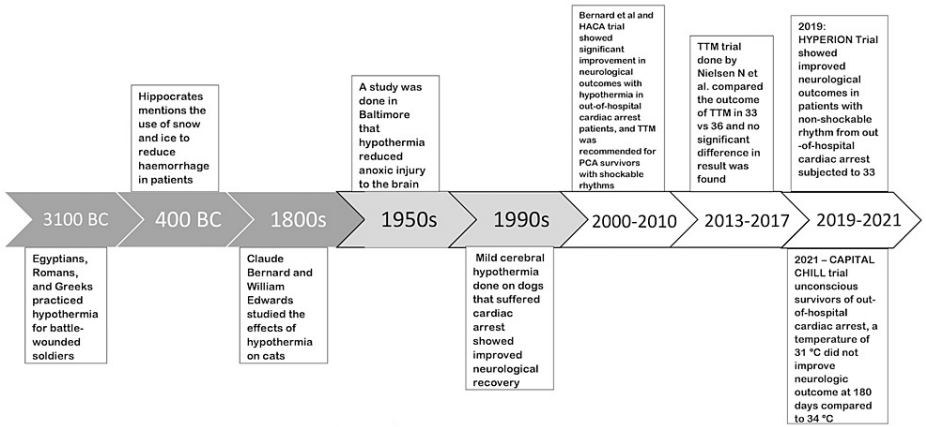 Hippocrates
mentions the
use of snow
and ice to
reduce
haemorrhage
in patients
A study was
done in
Baltimore
that
hypothermia
reduced
anoxic injury
to the brain
Bernard et al and
HACA trial
showed
significant
improvement in
neurological
outcomes with
hypothermia in
out-of-hospital
cardiac arrest
patients, and TTM
was
recommended for
PCA survivors
with shockable
rhythms
TTM trial
done by
Nielsen N et
al. compared
the outcome
of TTM in 33
vs 36 and no
significant
difference in
result was
found
2019:
HYPERION Trial
showed
improved
neurological
outcomes in
patients with
non-shockable
rhythm from out
-of-hospital
cardiac arrest
subjected to 33
3100 BC
400 BC
1800s
1950s
1990s
2000-2010
2013-2017
2019-2021
Egyptians,
Romans,
and Greeks
practiced
hypothermia
for battle-
wounded
soldiers
Claude
Bernard and
William
Edwards
studied the
effects of
hypothermia
on cats
Mild cerebral
hypothermia
done on dogs
that suffered
cardiac
arrest
showed
improved
neurological
recovery
2021 – CAPITAL
CHILL trial
unconscious
survivors of out-
of-hospital
cardiac arrest, a
temperature of
31 °C did not
improve
neurologic
outcome at 180
days compared
to 34 °C